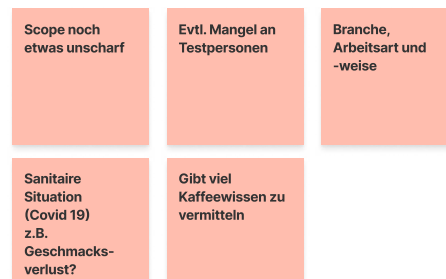 Scope noch
etwas unscharf
Evtl. Mangel an
Testpersonen
Branche,
Arbeitsart und
-weise
Sanitaire
Situation
(Covid 19)
z.B.
Geschmacks-
verlust?
Gibt viel
Kaffeewissen zu
vermitteln